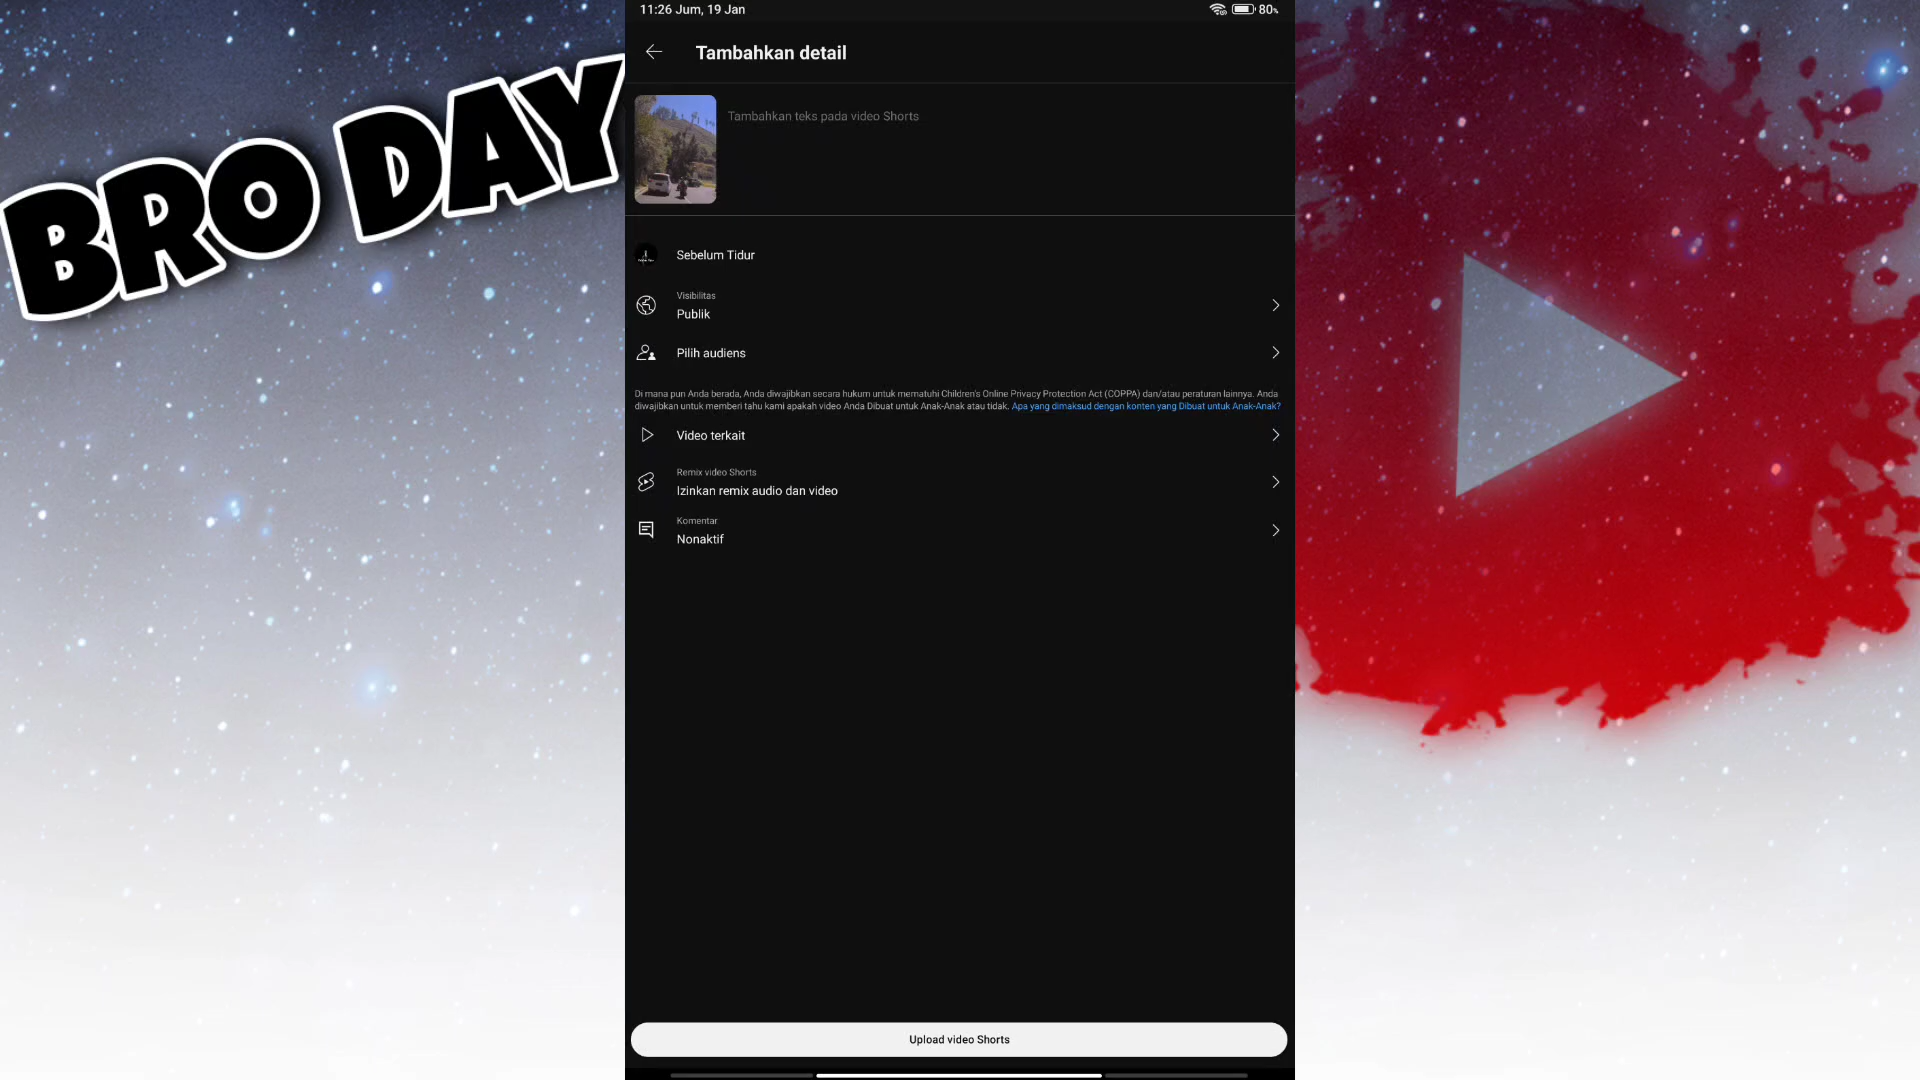 BRO DAY
11:26 Jum, 19 Jan
80%
Tambahkan detail
Tambahkan teks pada video Shorts
Sebelum Tidur
Visibilitas
Publik
Pilih audiens
Di mana pun Anda berada, Anda diwajibkan secara hukum untuk mematuhi Children's Online Privacy Protection Act (COPPA) dan/atau peraturan lainnya. Anda
diwajibkan untuk memberi tahu kami apakah video Anda Dibuat untuk Anak-Anak atau tidak. Apa yang dimaksud dengan konten yang Dibuat untuk Anak-Anak?
Video terkait
Remix video Shorts
Izinkan remix audio dan video
Komentar
Nonaktif
Upload video Shorts